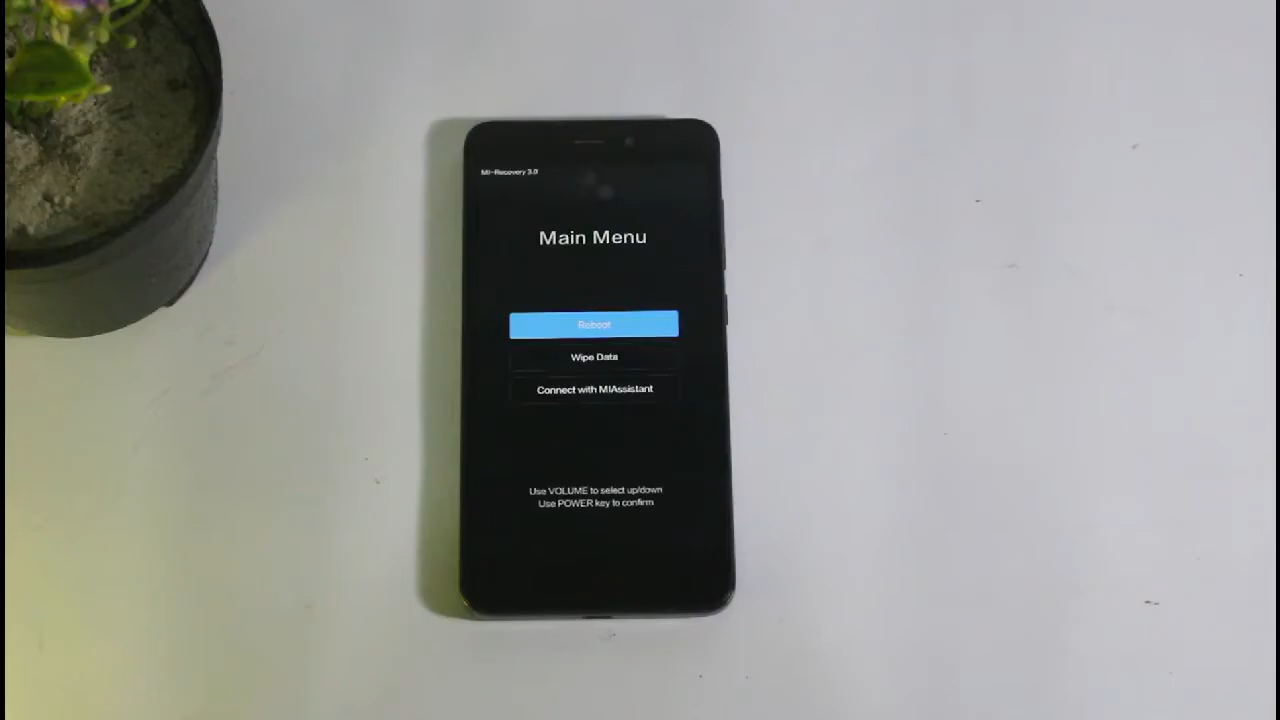 MI-Recovery 3.0
Main Menu
Reboot
Wipe Data
Connect with MIAssistant
Use VOLUME to select up/down
Use POWER key to confirm